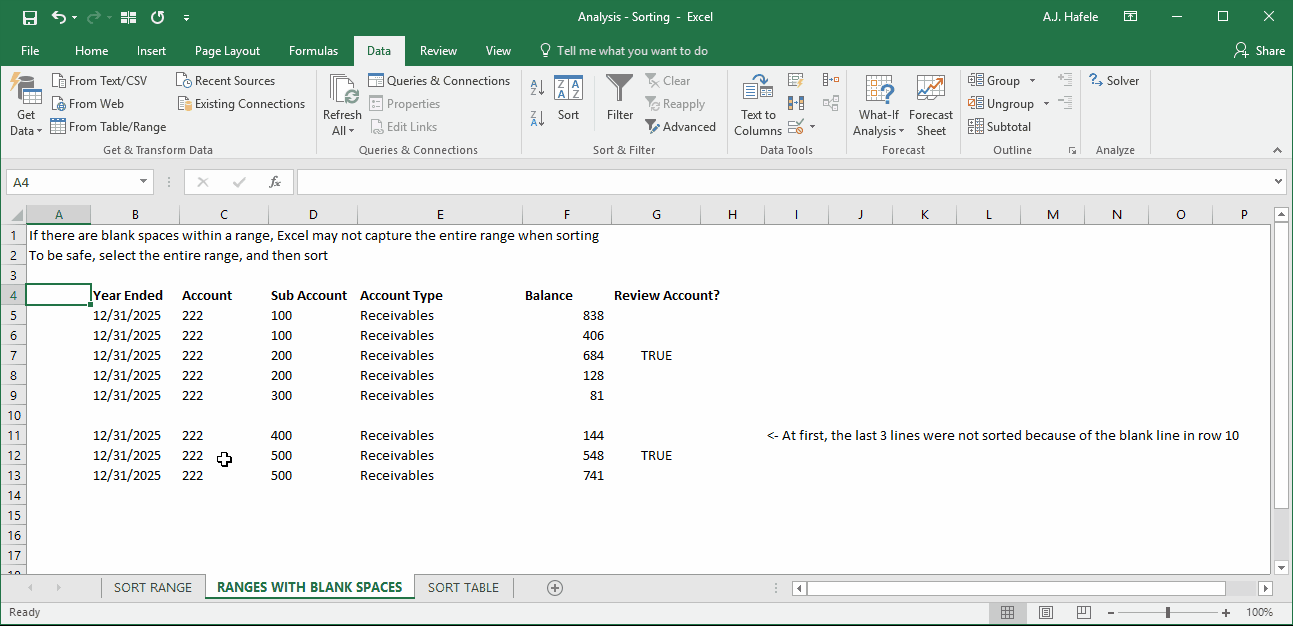 Analysis - Sorting - Excel
A.J. Hafele
File Home Insert Page Layout Formulas Data Review View Tell me what you want to do Share
Get Data
From Text/CSV
From Web
From Table/Range
Recent Sources
Existing Connections
Get & Transform Data
Refresh All
Queries & Connections
Properties
Edit Links
Queries & Connections
Sort
Filter
Clear
Reapply
Advanced
Sort & Filter
Text to Columns
Data Tools
What-If Analysis
Forecast Sheet
Forecast
Group
Ungroup
Subtotal
Outline
Solver
Analyze
A4 fx
A B C D E F G H I J K L M N O P
1 If there are blank spaces within a range, Excel may not capture the entire range when sorting
2 To be safe, select the entire range, and then sort
3
4 Year Ended Account Sub Account Account Type Balance Review Account?
5 12/31/2025 222 100 Receivables 838
6 12/31/2025 222 100 Receivables 406
7 12/31/2025 222 200 Receivables 684 TRUE
8 12/31/2025 222 200 Receivables 128
9 12/31/2025 222 300 Receivables 81
10
11 12/31/2025 222 400 Receivables 144 <- At first, the last 3 lines were not sorted because of the blank line in row 10
12 12/31/2025 222 500 Receivables 548 TRUE
13 12/31/2025 222 500 Receivables 741
14
15
16
17
SORT RANGE RANGES WITH BLANK SPACES SORT TABLE
Ready 100%